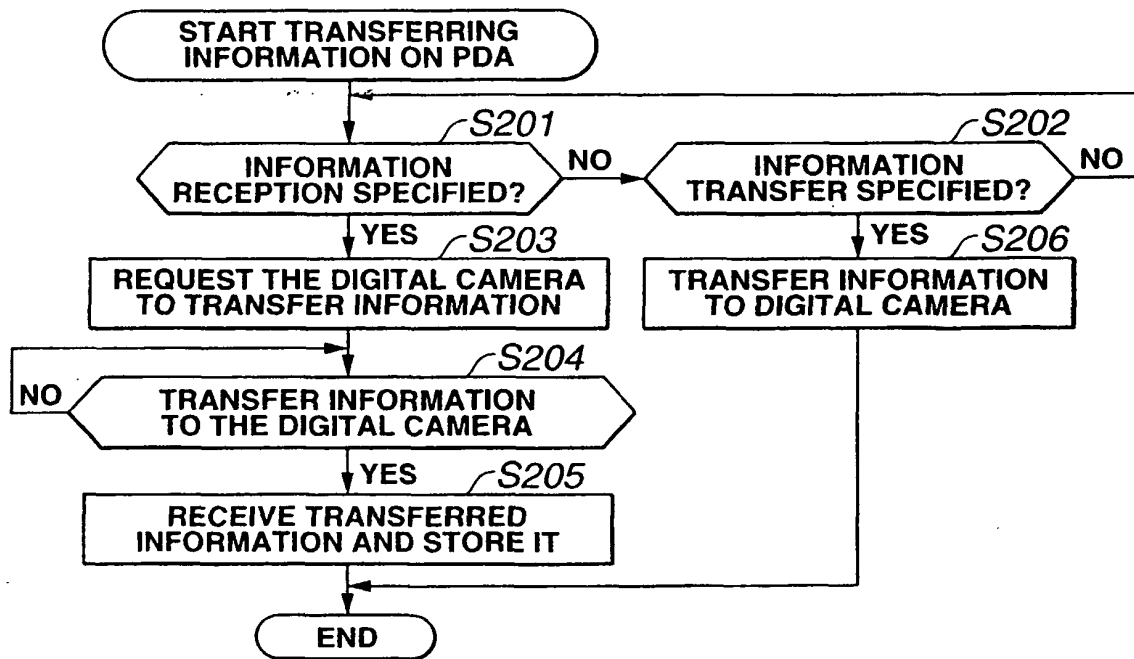 START TRANSFERRING
INFORMATION ON PDA
S201
INFORMATION
RECEPTION SPECIFIED?
NO
S202
INFORMATION
TRANSFER SPECIFIED?
NO
YES
S203
REQUEST THE DIGITAL CAMERA
TO TRANSFER INFORMATION
YES
S206
TRANSFER INFORMATION
TO DIGITAL CAMERA
S204
NO
TRANSFER INFORMATION
TO THE DIGITAL CAMERA
YES
S205
RECEIVE TRANSFERRED
INFORMATION AND STORE IT
END